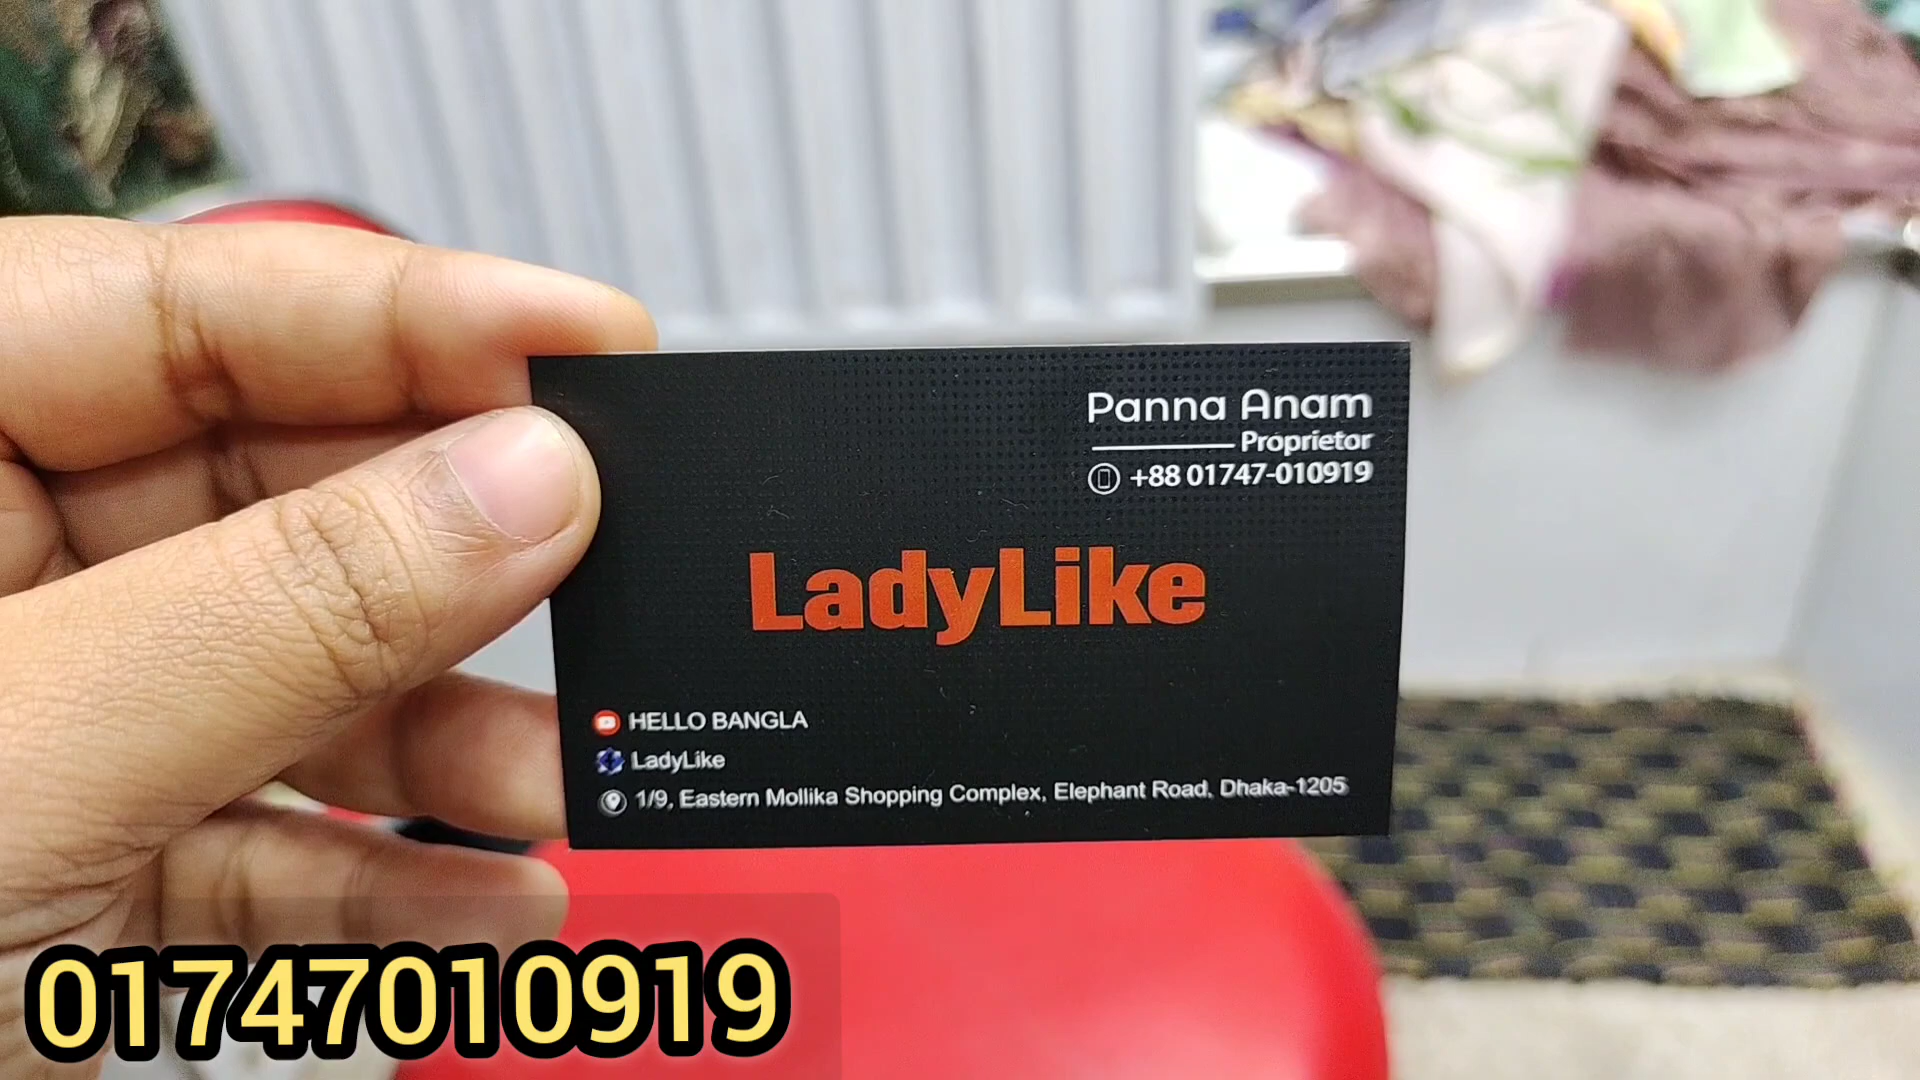 Panna Anam
Proprietor
+88 01747-010919
LadyLike
HELLO BANGLA
LadyLike
1/9, Eastern Mollika Shopping Complex, Elephant Road, Dhaka-1205
01747010919